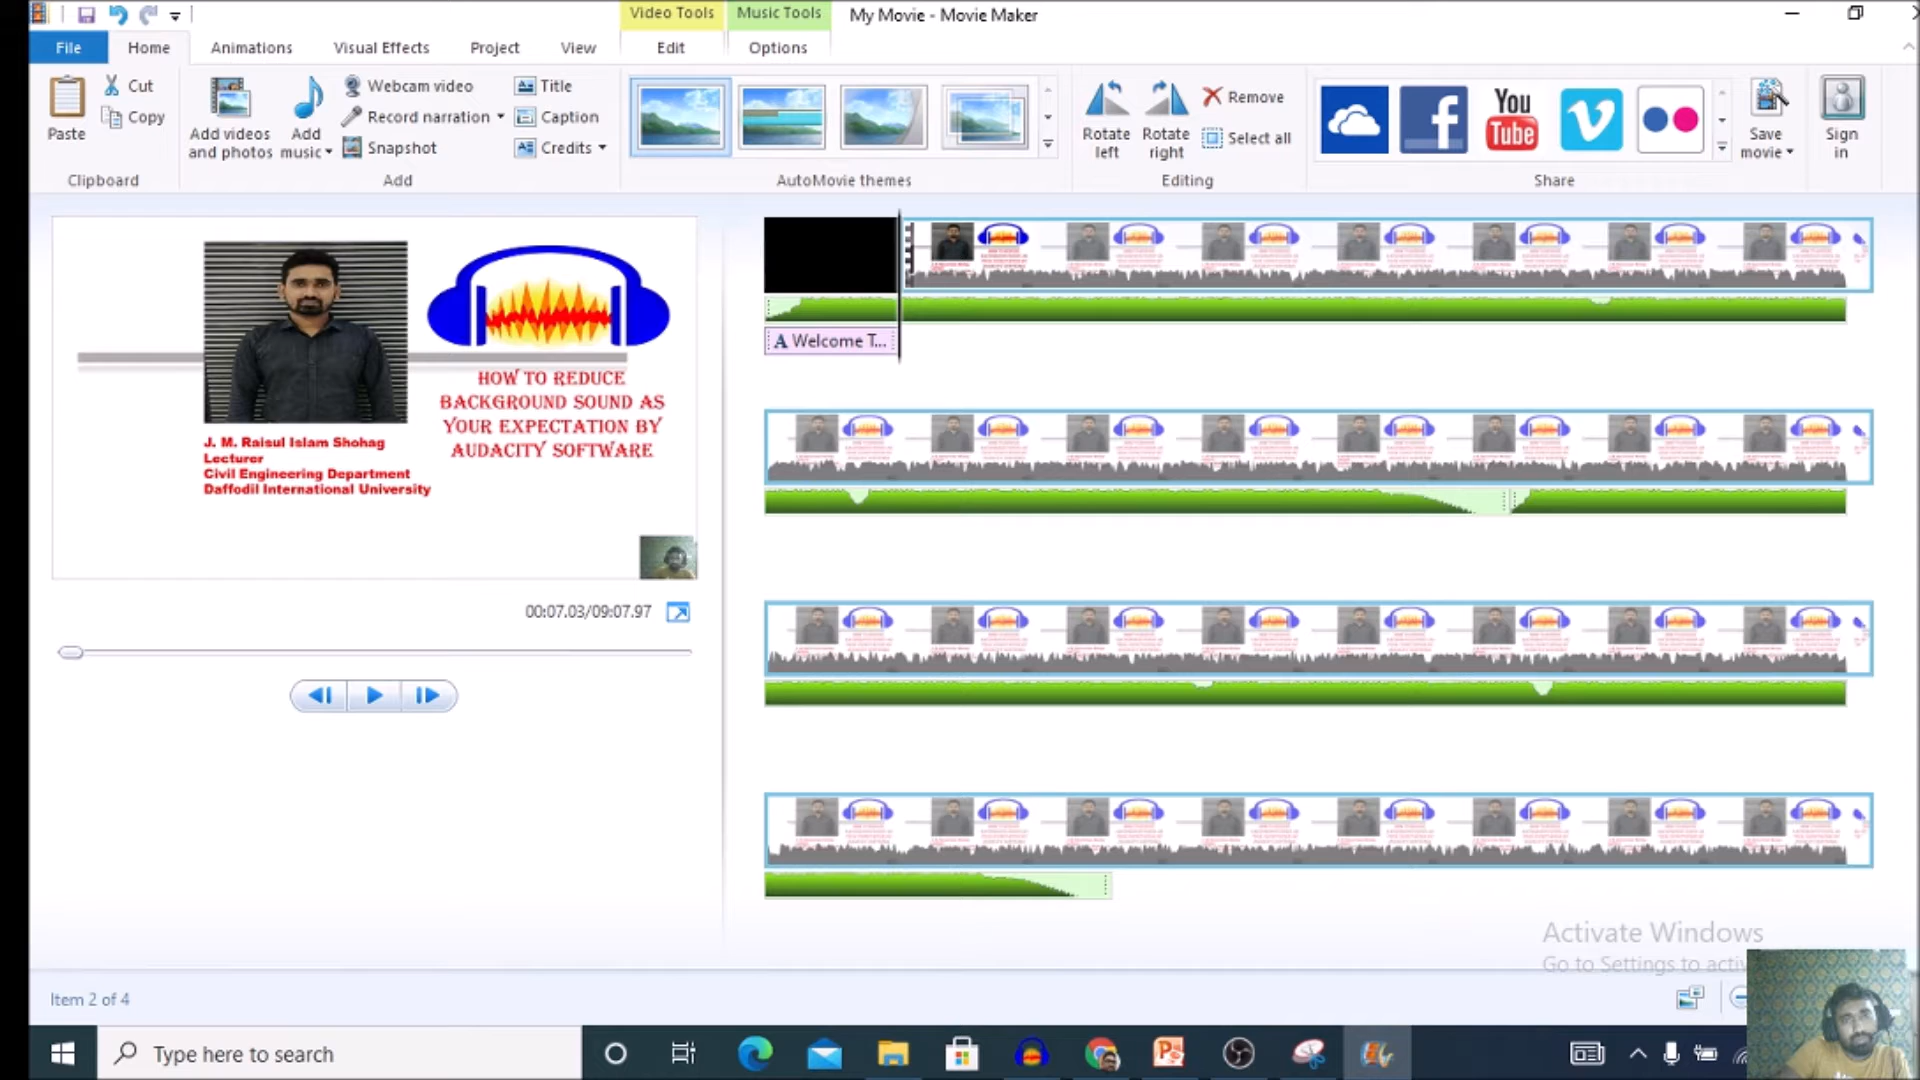 Video Tools
Music Tools
My Movie - Movie Maker
File
Home
Animations
Visual Effects
Project
View
Edit
Options
Paste
Cut
Copy
Clipboard
Add videos
and photos
Add
music
Webcam video
Record narration
Snapshot
Title
Caption
Credits
Add
AutoMovie themes
Rotate
left
Rotate
right
Remove
Select all
Editing
You
Tube
Share
Save
movie
Sign
in
HOW TO REDUCE
BACKGROUND SOUND AS
YOUR EXPECTATION BY
AUDACITY SOFTWARE
J. M. Raisul Islam Shohag
Lecturer
Civil Engineering Department
Daffodil International University
00:07.03/09:07.97
A Welcome T...
Activate Windows
Go to Settings to
Item 2 of 4
Type here to search